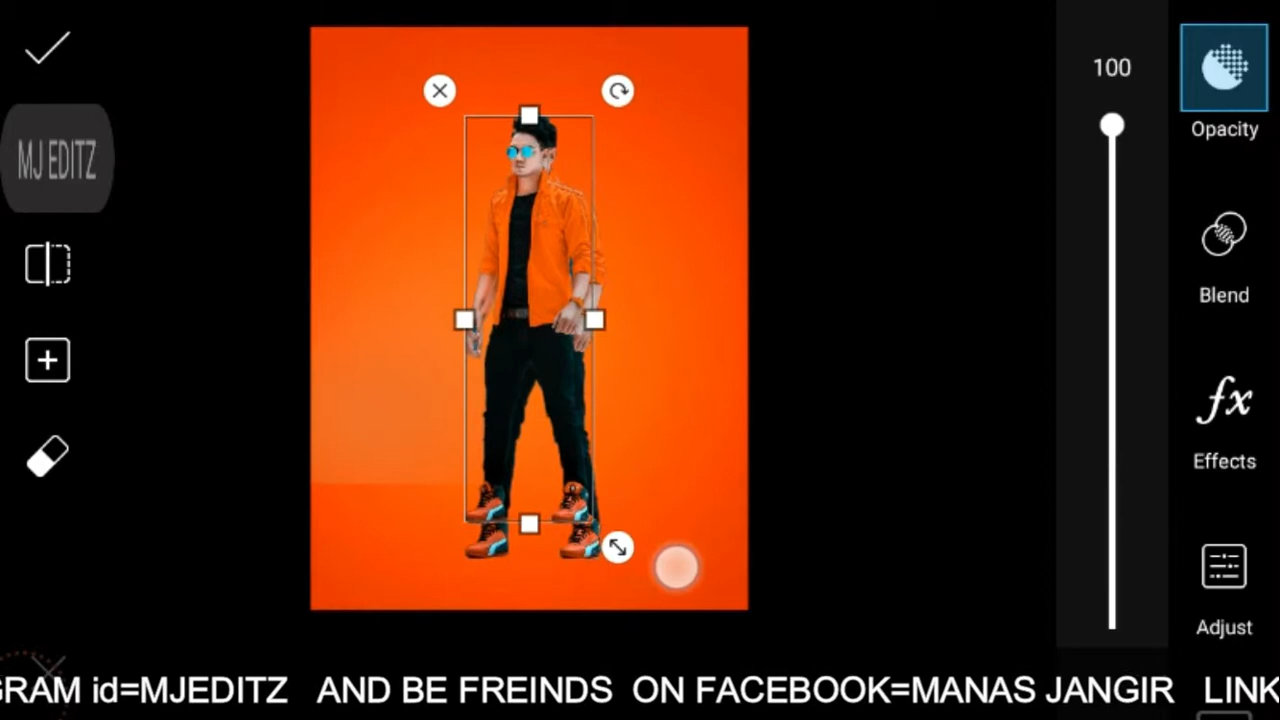 100
Opacity
MJ EDITZ
Blend
fx
Effects
Adjust
GRAM id=MJEDITZ AND BE FREINDS ON FACEBOOK=MANAS JANGIR LINK